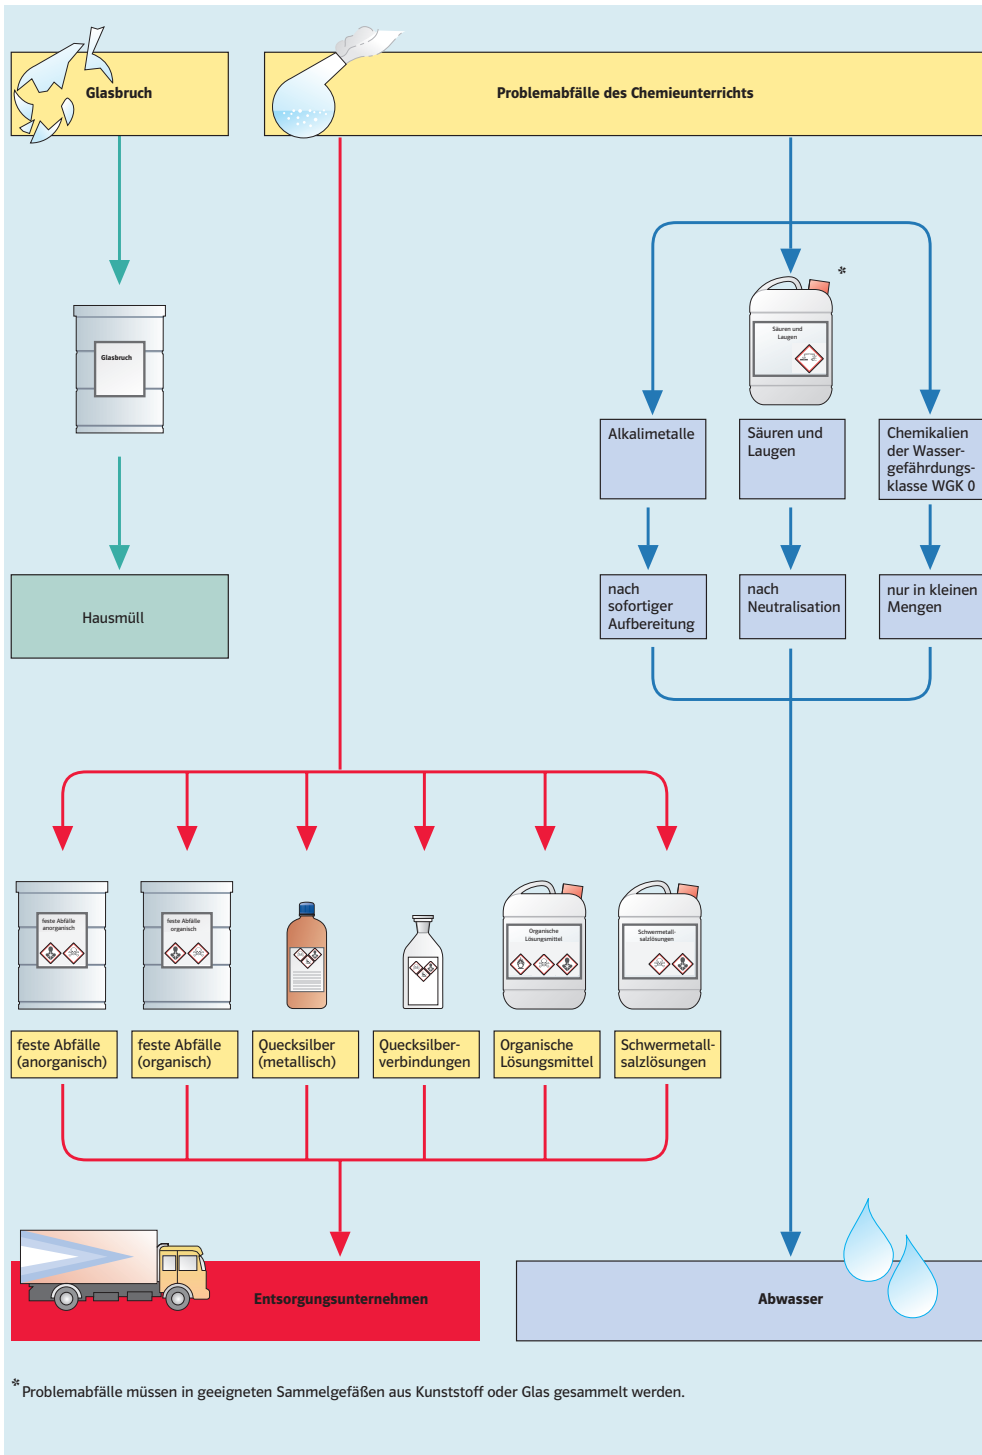 Glasbruch
Problemabfälle des Chemieunterrichts
*
Säuren und
Laugen
Glasbruch
Alkalimetalle
Säuren und
Laugen
Chemikalien
der Wasser-
gefährdungs-
klasse WGK 0
nach
sofortiger
Aufbereitung
nach
Neutralisation
nur in kleinen
Mengen
Hausmüll
feste Abfälle
anorganisch
feste Abfälle
organisch
Organische
Lösungsmittel
Schwermetall-
salzlösungen
feste Abfälle
(anorganisch)
feste Abfälle
(organisch)
Quecksilber
(metallisch)
Quecksilber-
verbindungen
Organische
Lösungsmittel
Schwermetall-
salzlösungen
Entsorgungsunternehmen
Abwasser
* Problemabfälle müssen in geeigneten Sammelgefäßen aus Kunststoff oder Glas gesammelt werden.